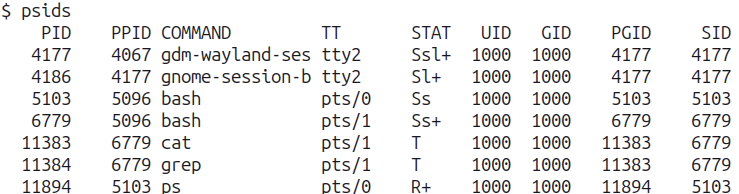 $ psids
PID PPID COMMAND TT STAT UID GID PGID SID
4177 4067 gdm-wayland-ses tty2 Ssl+ 1000 1000 4177 4177
4186 4177 gnome-session-b tty2 Sl+ 1000 1000 4177 4177
5103 5096 bash pts/0 Ss 1000 1000 5103 5103
6779 5096 bash pts/1 Ss+ 1000 1000 6779 6779
11383 6779 cat pts/1 T 1000 1000 11383 6779
11384 6779 grep pts/1 T 1000 1000 11383 6779
11894 5103 ps pts/0 R+ 1000 1000 11894 5103